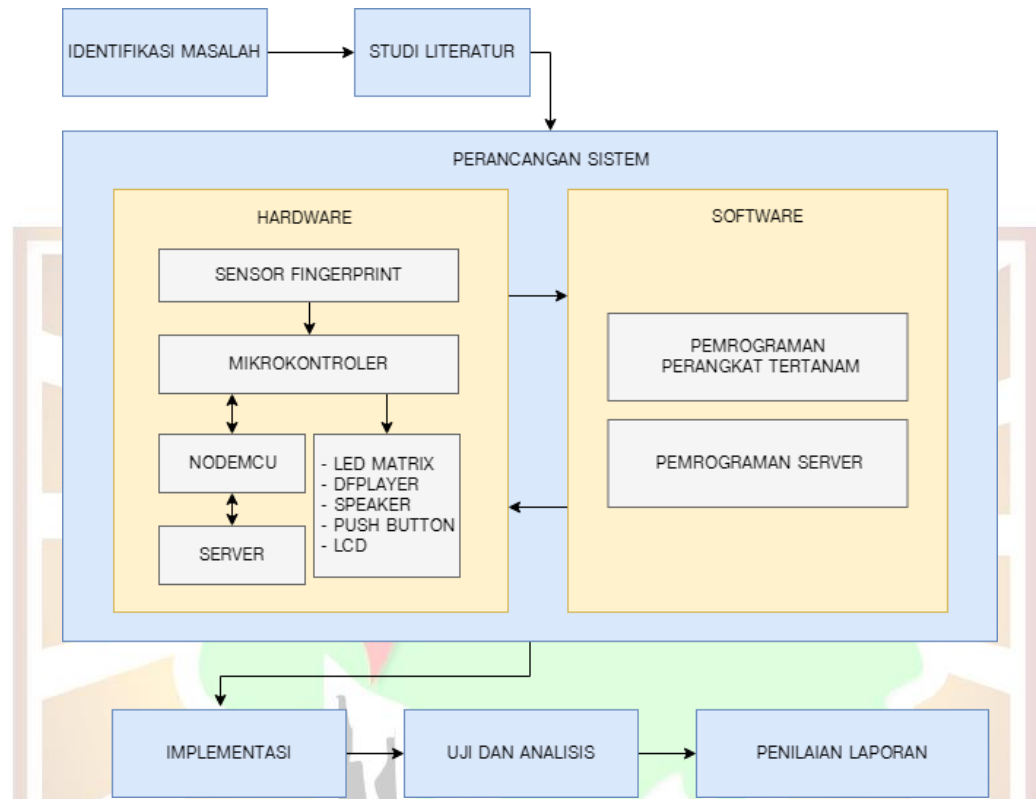 IDENTIFIKASI MASALAH
STUDI LITERATUR
PERANCANGAN SISTEM
HARDWARE
SENSOR FINGERPRINT
MIKROKONTROLER
NODEMCU
SERVER
- LED MATRIX
- DFPLAYER
- SPEAKER
- PUSH BUTTON
- LCD
SOFTWARE
PEMROGRAMAN
PERANGKAT TERTANAM
PEMROGRAMAN SERVER
IMPLEMENTASI
UJI DAN ANALISIS
PENILAIAN LAPORAN